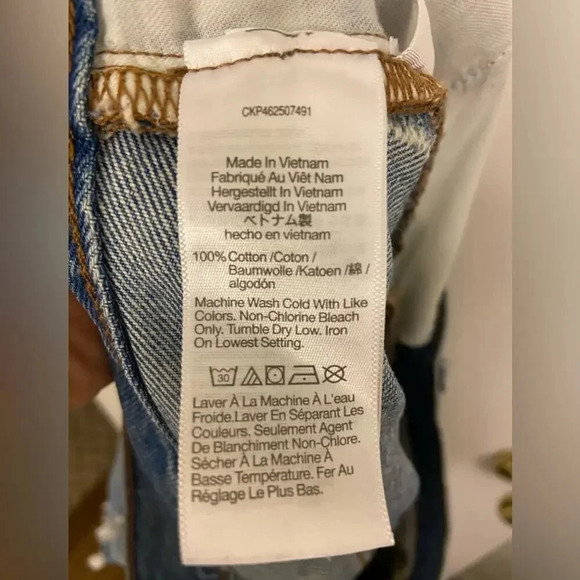 CKP462507491
Made In Vietnam
Fabriqué Au Việt Nam
Hergestellt In Vietnam
Vervaardigd In Vietnam
ベトナム製
hecho en vietnam
100% Cotton /Coton /
Baumwolle /Katoen /綿 /
algodón
Machine Wash Cold With Like
Colors. Non-Chlorine Bleach
Only. Tumble Dry Low. Iron
On Lowest Setting.
30
Laver À La Machine À L'eau
Froide.Laver En Séparant Les
Couleurs. Seulement Agent
De Blanchiment Non-Chlore.
Sécher À La Machine À
Basse Température. Fer Au
Réglage Le Plus Bas.